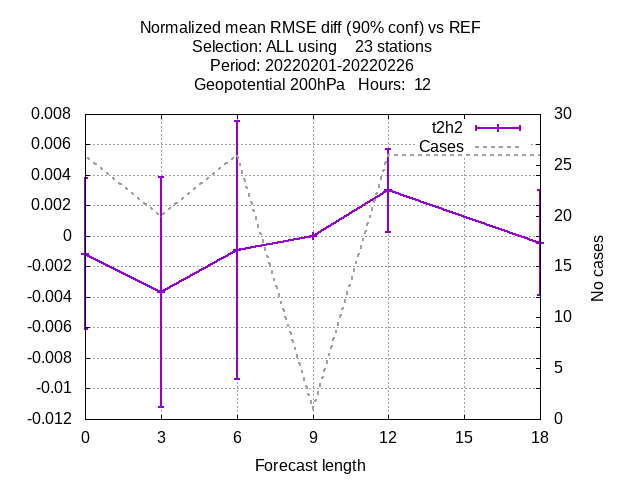 Normalized mean RMSE diff (90% conf) vs REF
Selection: ALL using    23 stations
Period: 20220201-20220226
Geopotential 200hPa   Hours:  12
0.008
0.006
0.004
0.002
0
-0.002
-0.004
-0.006
-0.008
-0.01
-0.012
t2h2
Cases
30
25
20
15
10
5
0
No cases
0 3 6 9 12 15 18
Forecast length